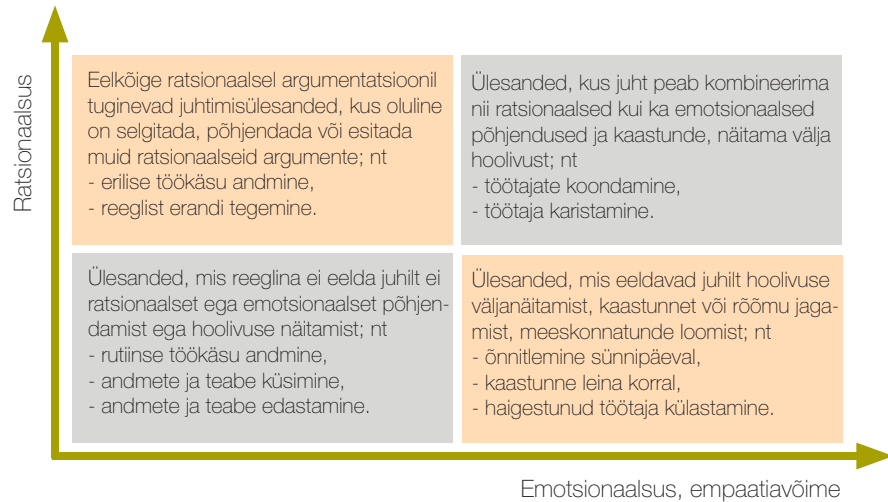 Ratsionaalsus
Eelkõige ratsionaalsel argumentatsioonil
tuginevad juhtimisülesanded, kus oluline
on selgitada, põhjendada või esitada
muid ratsionaalseid argumente; nt
- erilise töökäsu andmine,
- reeglist erandi tegemine.
Ülesanded, kus juht peab kombineerima
nii ratsionaalsed kui ka emotsionaalsed
põhjendused ja kaastunde, näitama välja
hoolivust; nt
- töötajate koondamine,
- töötaja karistamine.
Ülesanded, mis reeglina ei eelda juhilt ei
ratsionaalset ega emotsionaalset põhjen-
damist ega hoolivuse näitamist; nt
- rutiinse töökäsu andmine,
- andmete ja teabe küsimine,
- andmete ja teabe edastamine.
Ülesanded, mis eeldavad juhilt hoolivuse
väljanäitamist, kaastunnet või rõõmu jaga-
mist, meeskonnatunde loomist; nt
- õnnitlemine sünnipäeval,
- kaastunne leina korral,
- haigestunud töötaja külastamine.
Emotsionaalsus, empaatiavõime